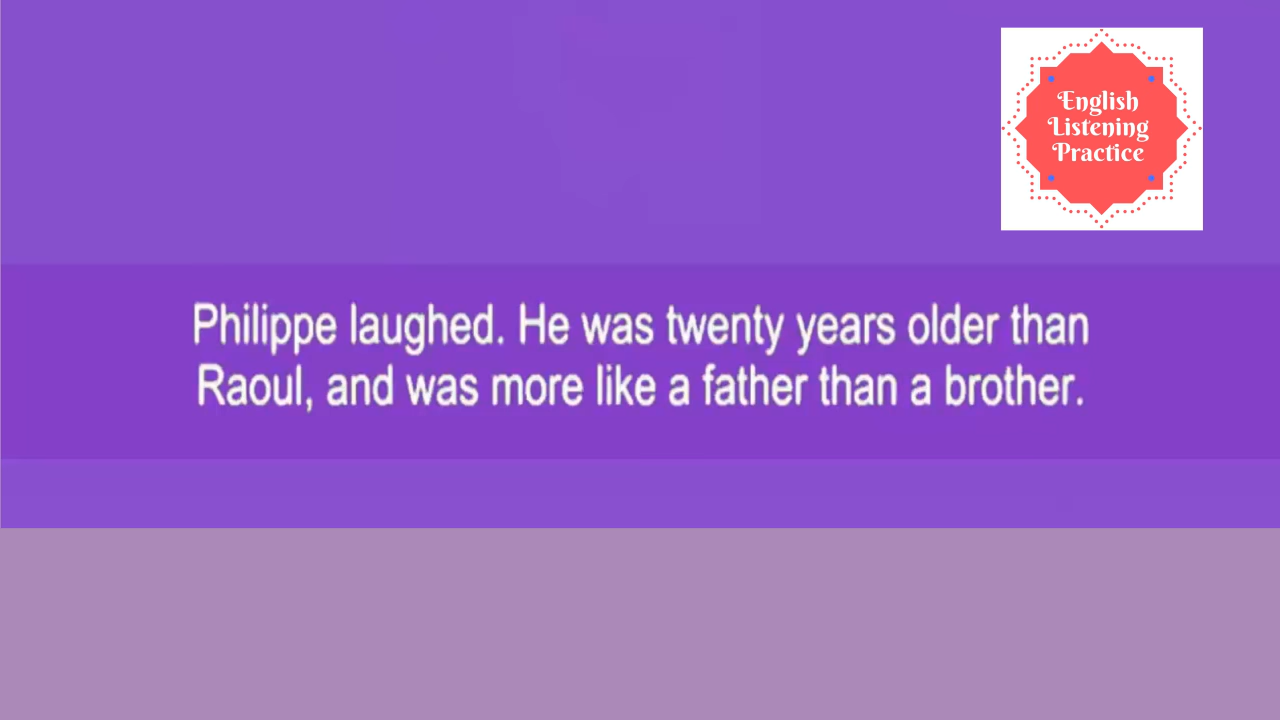 English
Listening
Practice
Philippe laughed. He was twenty years older than
Raoul, and was more like a father than a brother.